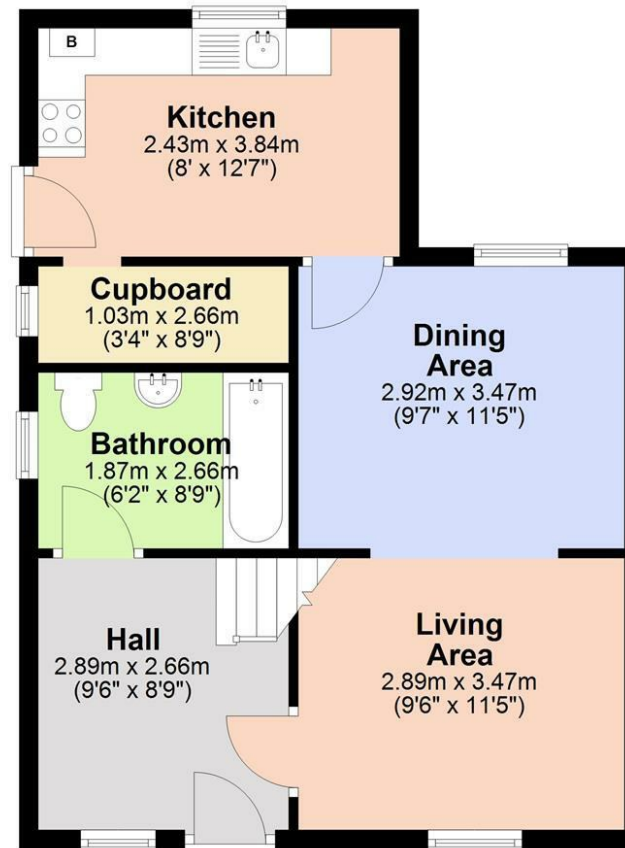 B
Kitchen
2.43m x 3.84m
(8' x 12'7")
Cupboard
1.03m x 2.66m
(3'4" x 8'9")
Dining
Area
2.92m x 3.47m
(9'7" x 11'5")
Bathroom
1.87m x 2.66m
(6'2" x 8'9")
Hall
2.89m x 2.66m
(9'6" x 8'9")
Living
Area
2.89m x 3.47m
(9'6" x 11'5")